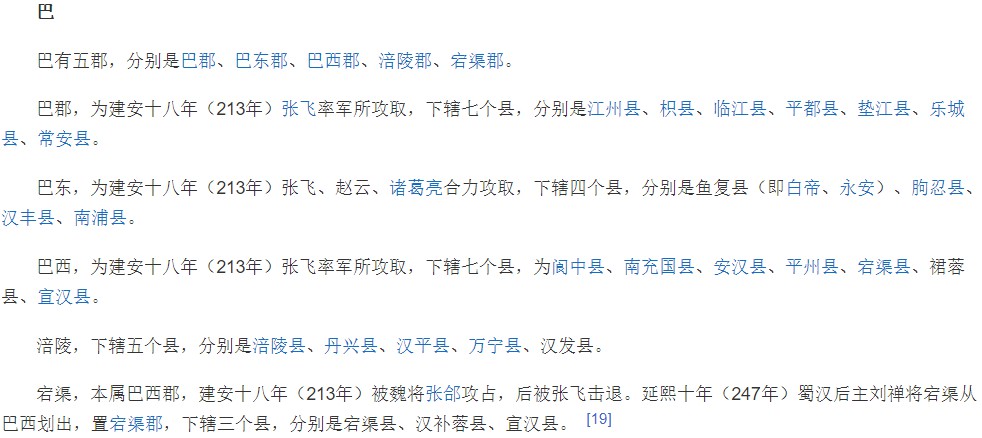 巴
巴有五郡，分别是巴郡、巴东郡、巴西郡、涪陵郡、宕渠郡。
巴郡，为建安十八年（213年）张飞率军所攻取，下辖七个县，分别是江州县、枳县、临江县、平都县、垫江县、乐城
县、常安县。
巴东，为建安十八年（213年）张飞、赵云、诸葛亮合力攻取，下辖四个县，分别是鱼复县（即白帝、永安）、朐忍县、
汉丰县、南浦县。
巴西，为建安十八年（213年）张飞率军所攻取，下辖七个县，为阆中县、南充国县、安汉县、平州县、宕渠县、裙蓉
县、宣汉县。
涪陵，下辖五个县，分别是涪陵县、丹兴县、汉平县、万宁县、汉发县。
宕渠，本属巴西郡，建安十八年（213年）被魏将张郃攻占，后被张飞击退。延熙十年（247年）蜀汉后主刘禅将宕渠从
巴西划出，置宕渠郡，下辖三个县，分别是宕渠县、汉补蓉县、宣汉县。 [19]